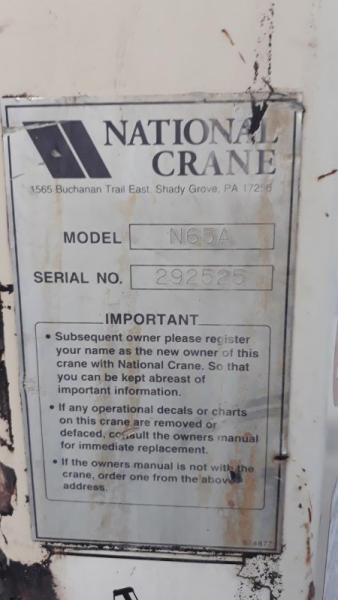 NATIONAL
CRANE
1565 Buchanan Trail East, Shady Grove, PA 17256
MODEL N65A
SERIAL NO. 292525
IMPORTANT
• Subsequent owner please register
your name as the new owner of this
crane with National Crane. So that
you can be kept abreast of
important information.
• If any operational decals or charts
on this crane are removed or
defaced, consult the owners manual
for immediate replacement.
• If the owners manual is not with the
crane, order one from the above
address.